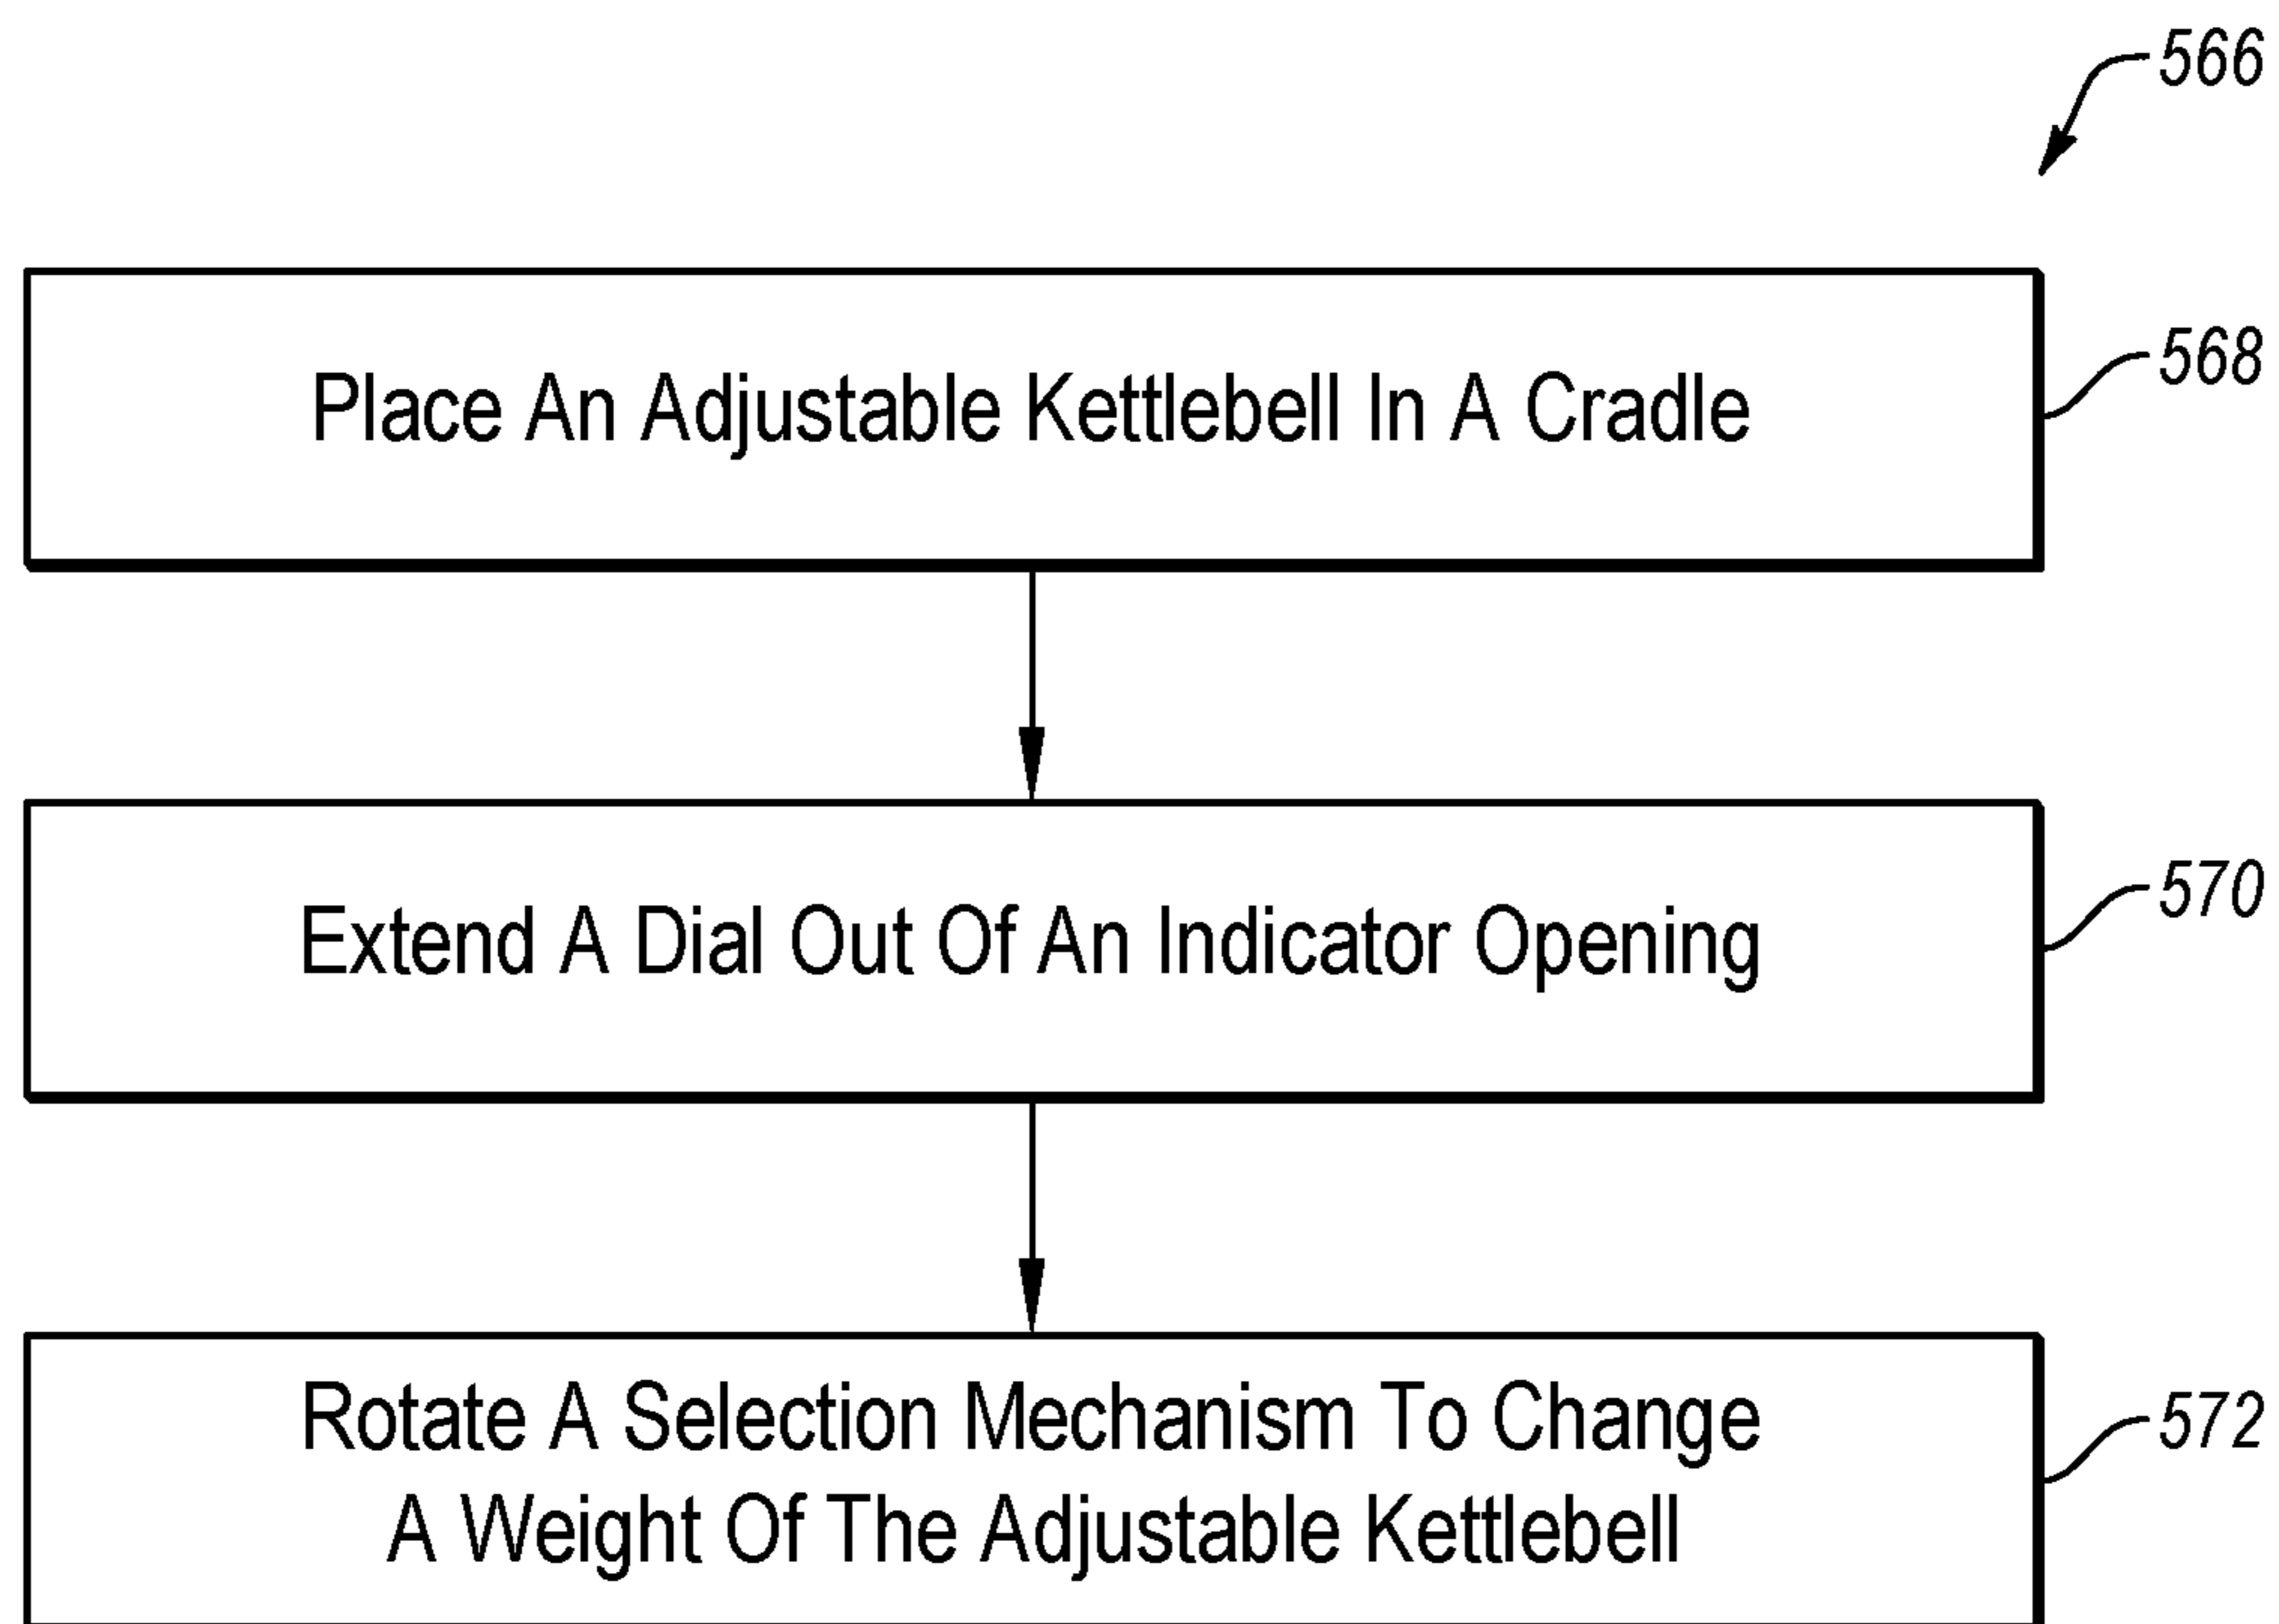 566
Place An Adjustable Kettlebell In A Cradle
568
Extend A Dial Out Of An Indicator Opening
570
Rotate A Selection Mechanism To Change
A Weight Of The Adjustable Kettlebell
572